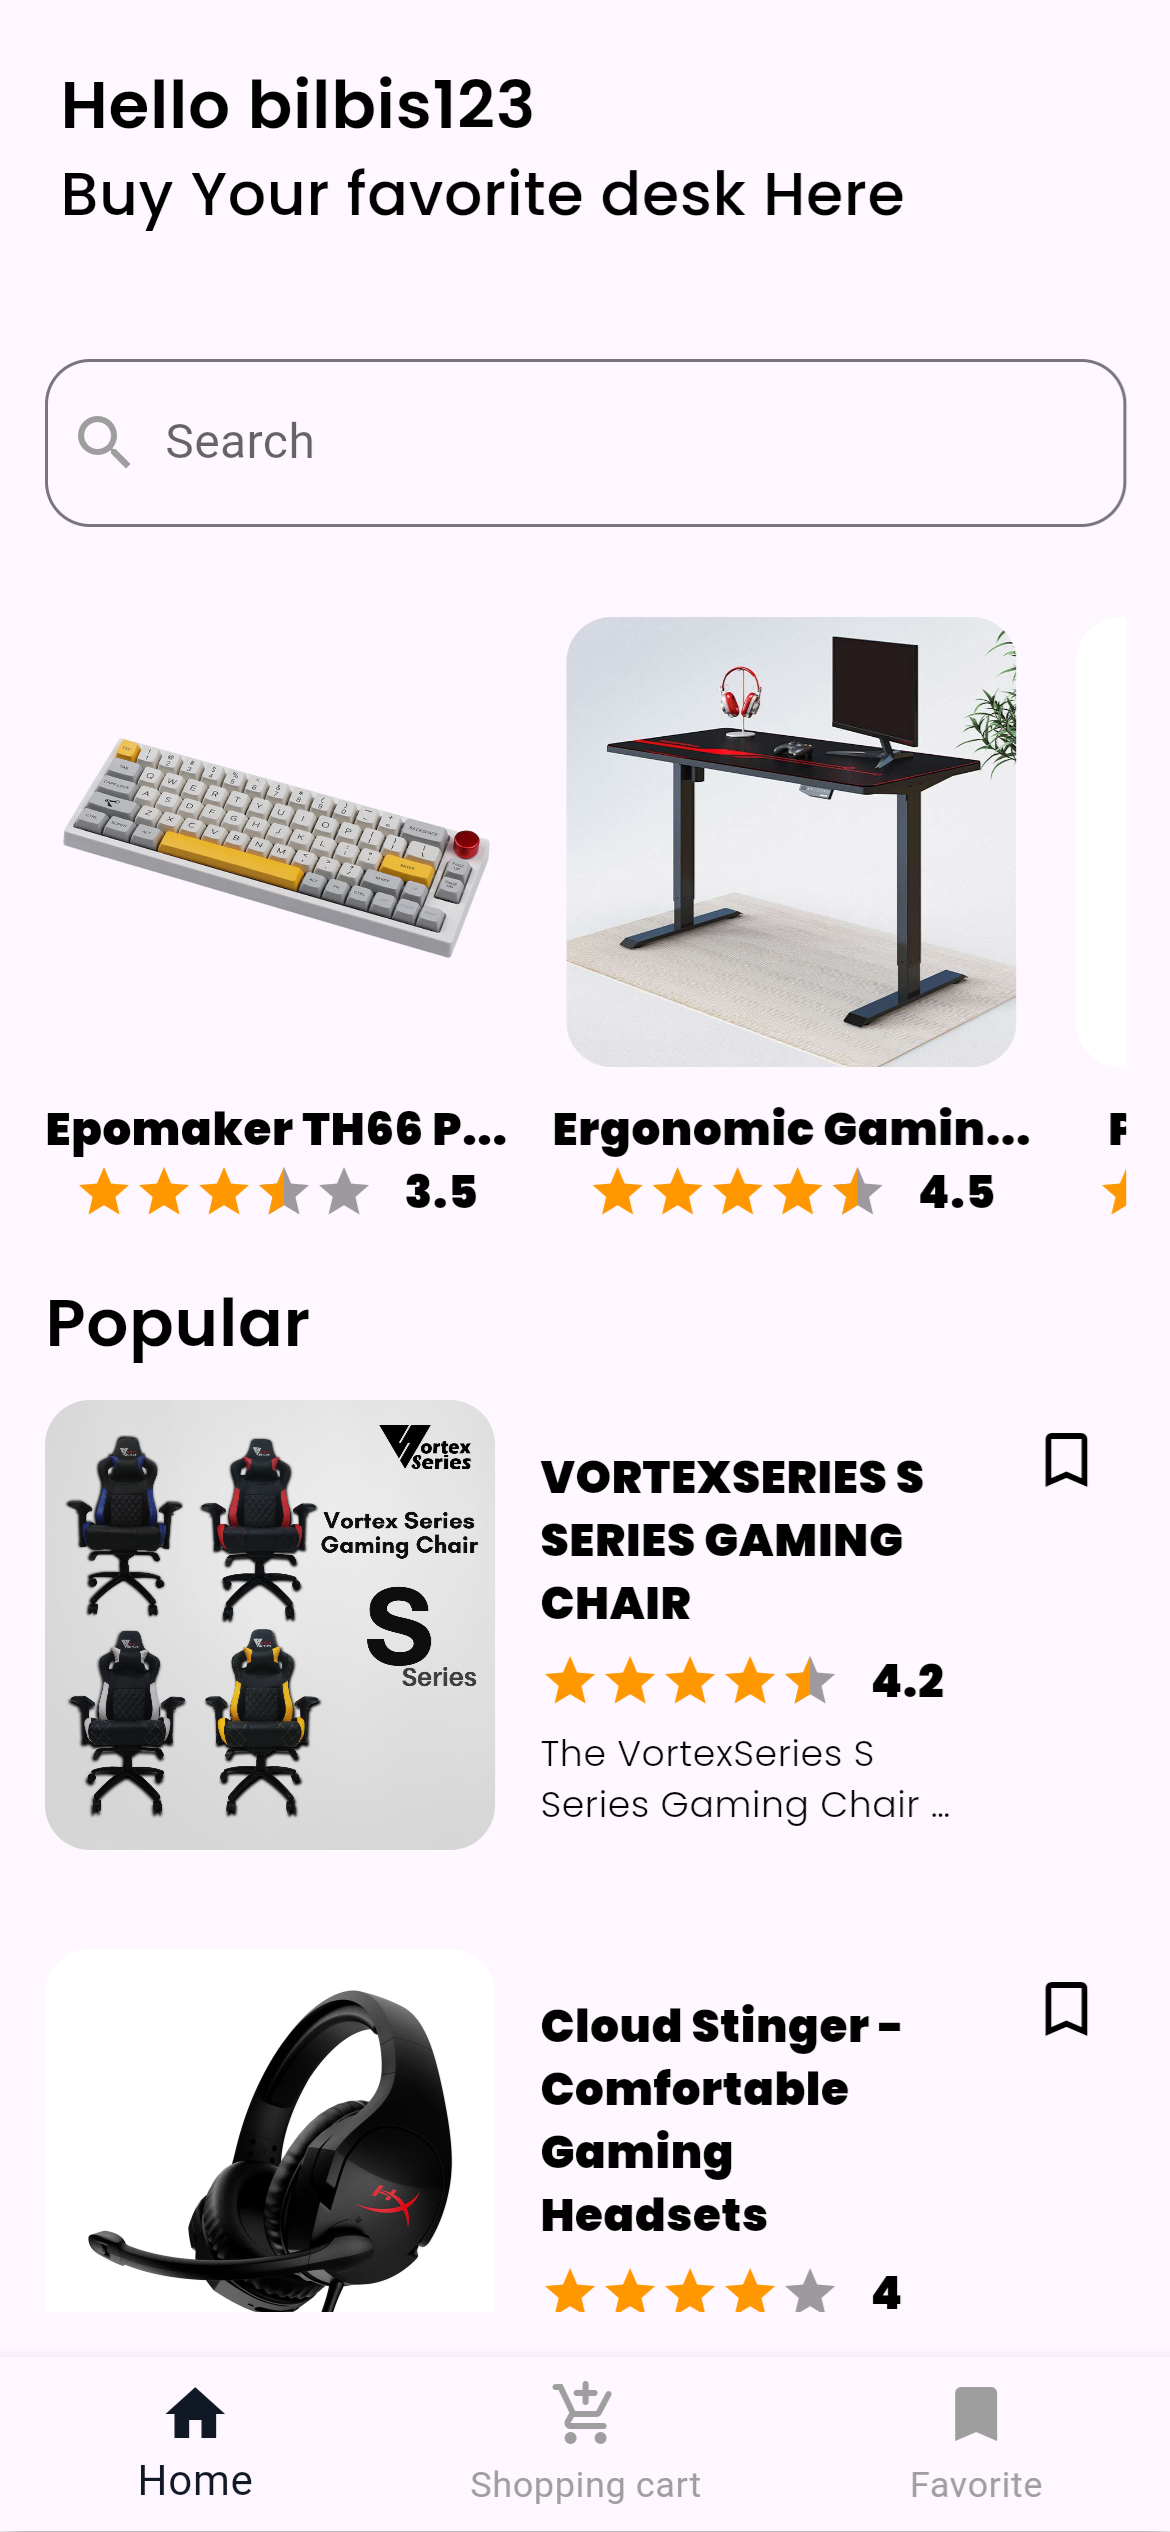 Hello bilbis123
Buy Your favorite desk Here
Search
Epomaker TH66 P...
3.5
Ergonomic Gamin...
4.5
Popular
Vortex
Series
Vortex Series
Gaming Chair
S
Series
VORTEXSERIES S
SERIES GAMING
CHAIR
4.2
The VortexSeries S
Series Gaming Chair ...
Cloud Stinger -
Comfortable
Gaming
Headsets
4
Home
Shopping cart
Favorite